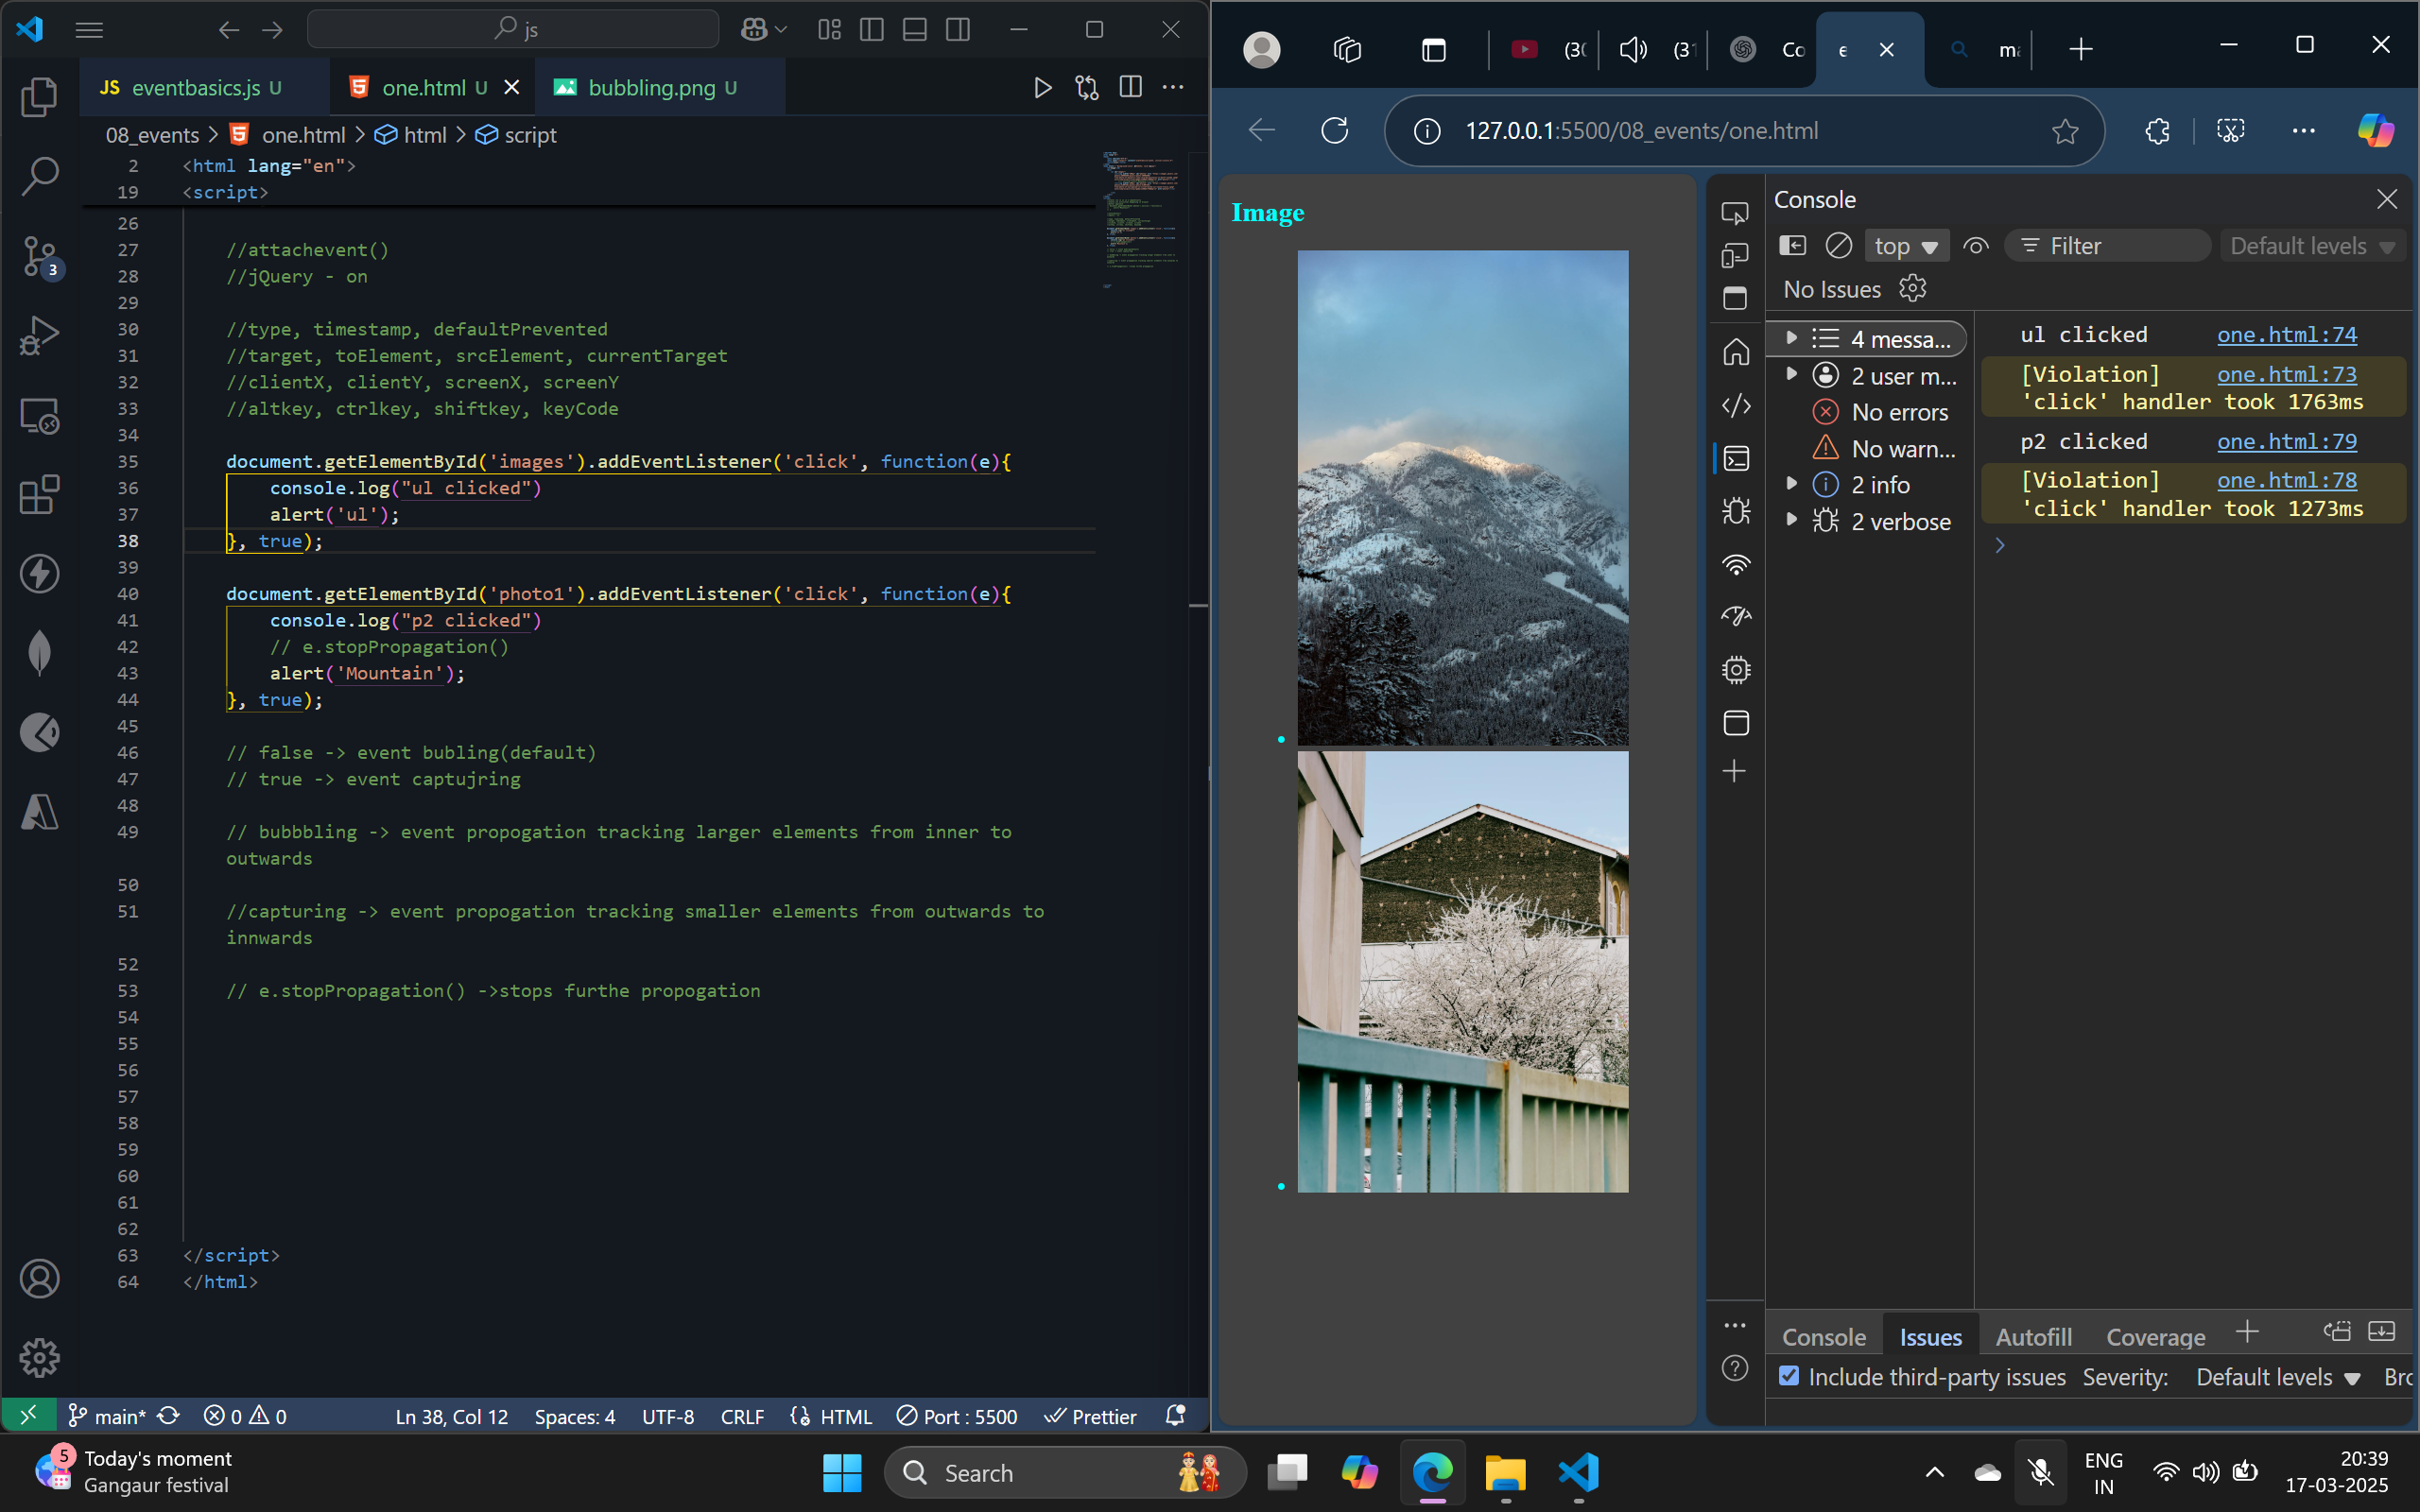 js
JS eventbasics.js U
one.html U
bubbling.png U
08_events > one.html > html > script
2 <html lang="en">
19 <script>
26
27 //attachevent()
28 //jQuery - on
29
30 //type, timestamp, defaultPrevented
31 //target, toElement, srcElement, currentTarget
32 //clientX, clientY, screenX, screenY
33 //altkey, ctrlkey, shiftkey, keyCode
34
35 document.getElementById('images').addEventListener('click', function(e){
36 console.log("ul clicked")
37 alert('ul');
38 }, true);
39
40 document.getElementById('photo1').addEventListener('click', function(e){
41 console.log("p2 clicked")
42 // e.stopPropagation()
43 alert('Mountain');
44 }, true);
45
46 // false -> event bubling(default)
47 // true -> event captujring
48
49 // bubbbling -> event propogation tracking larger elements from inner to
outwards
50
51 //capturing -> event propogation tracking smaller elements from outwards to
innwards
52
53 // e.stopPropagation() ->stops furthe propogation
54
55
56
57
58
59
60
61
62
63 </script>
64 </html>
3
main* 0 0 Ln 38, Col 12 Spaces: 4 UTF-8 CRLF HTML Port : 5500 Prettier
(3
(3
Co
e
127.0.0.1:5500/08_events/one.html
Image
Console
top Filter Default levels
No Issues
4 messa...
2 user m...
No errors
No warn...
2 info
2 verbose
ul clicked one.html:74
[Violation] one.html:73
'click' handler took 1763ms
p2 clicked one.html:79
[Violation] one.html:78
'click' handler took 1273ms
Console Issues Autofill Coverage
Include third-party issues Severity: Default levels Brc
5
Today's moment
Gangaur festival
Search
ENG
IN
20:39
17-03-2025